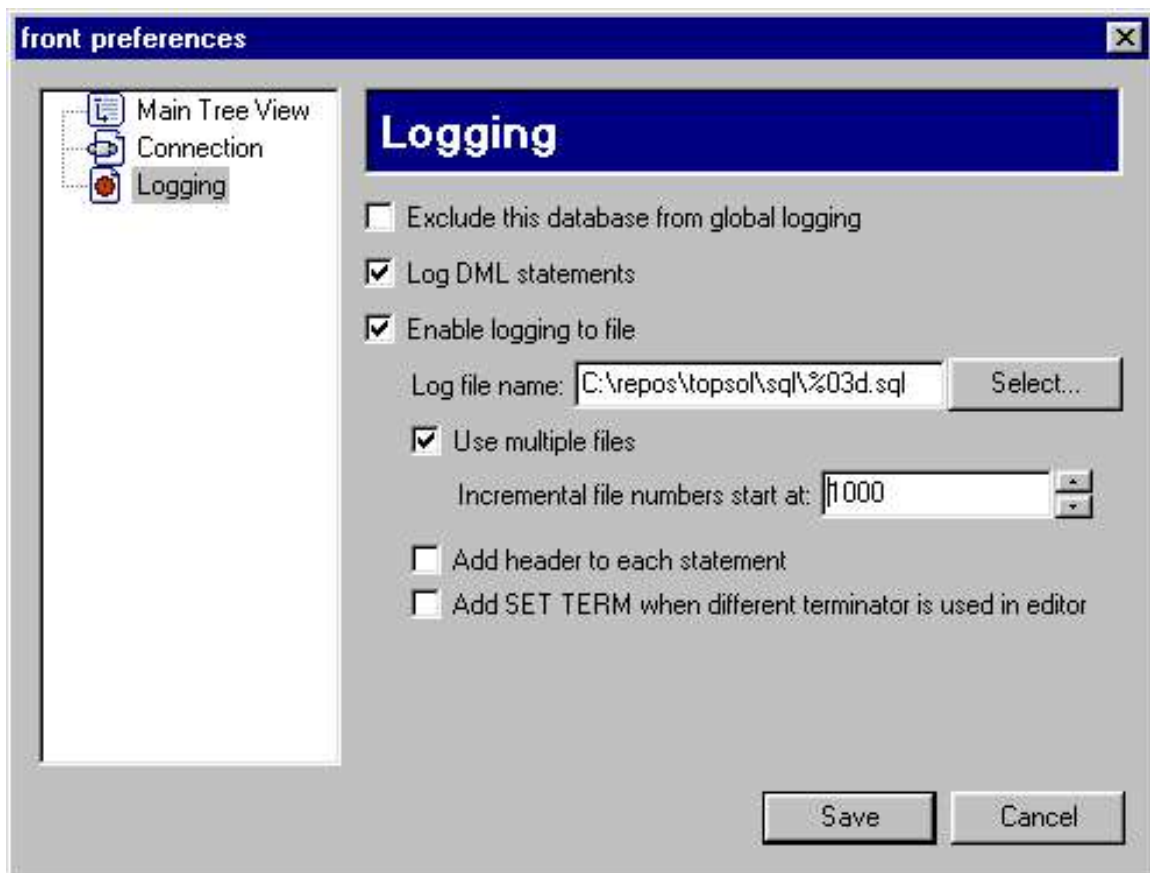 front preferences
Main Tree View
Connection
Logging
Logging
Exclude this database from global logging
Log DML statements
Enable logging to file
Log file name: C:\repos\topsol\sql\%03d.sql Select...
Use multiple files
Incremental file numbers start at: 1000
Add header to each statement
Add SET TERM when different terminator is used in editor
Save Cancel